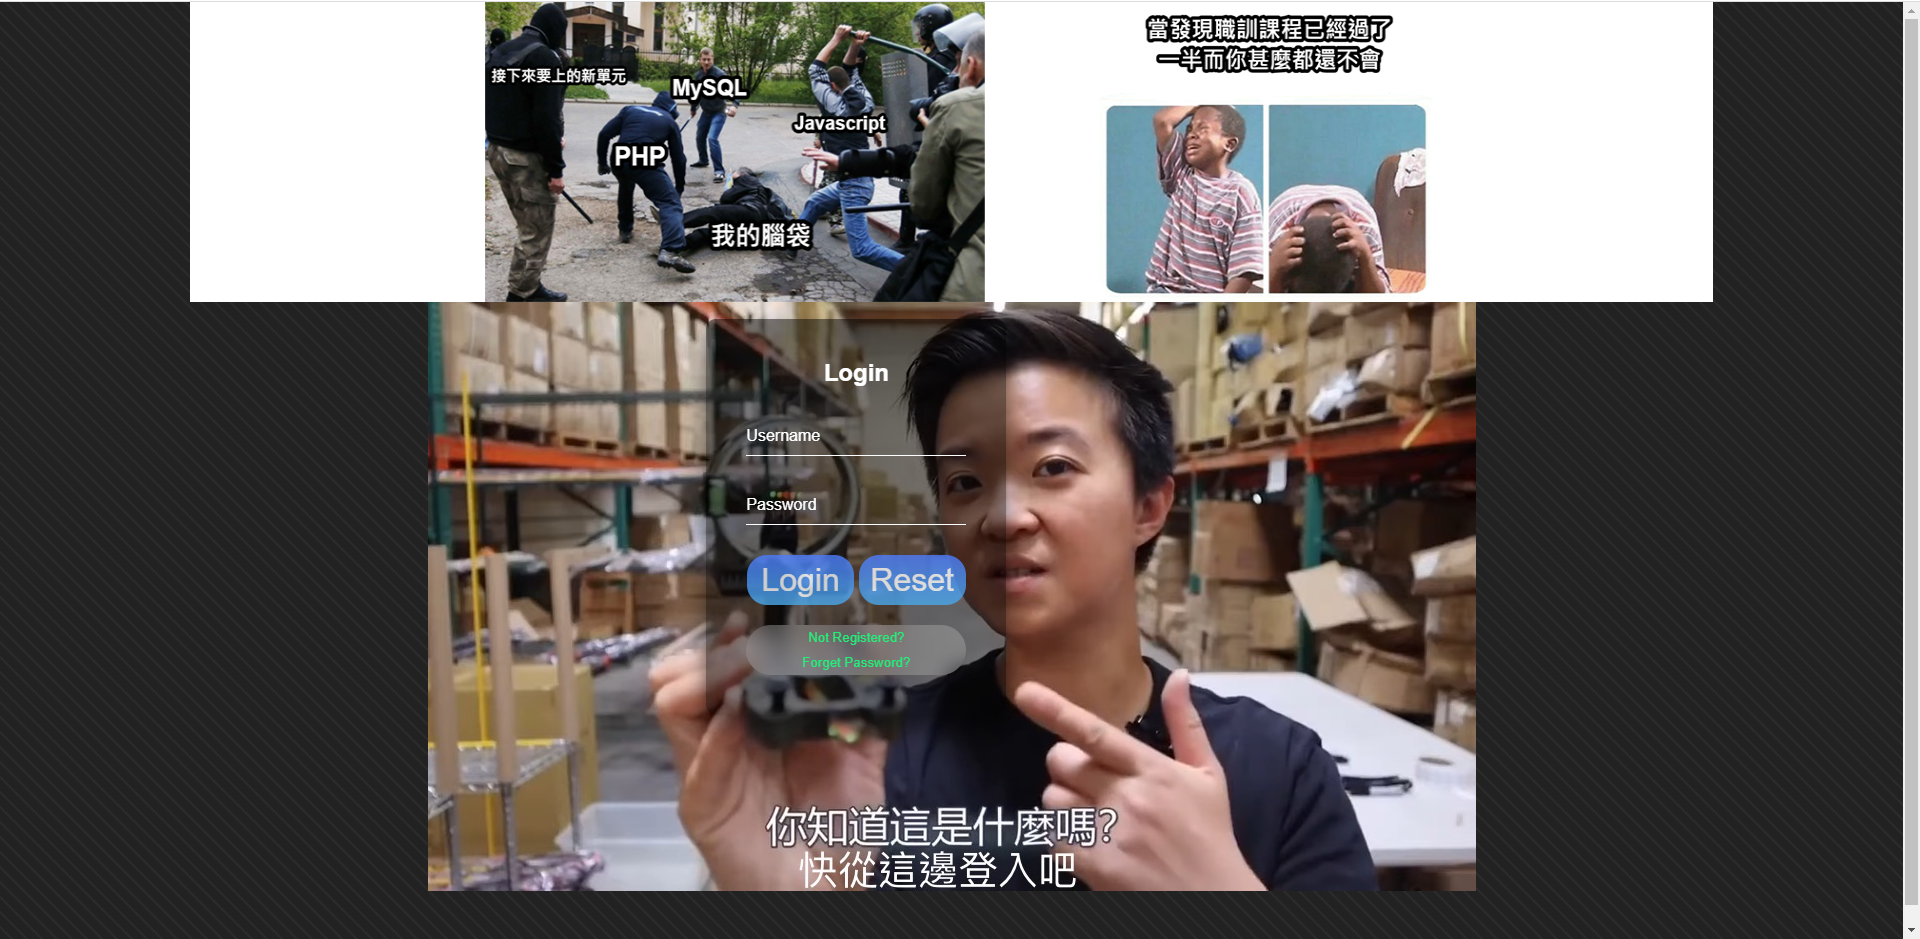 接下來要上的新單元
MySQL
Javascript
PHP
我的腦袋
當發現職訓課程已經過了
一半而你甚麼都還不會
Login
Username
Password
Login Reset
Not Registered?
Forget Password?
你知道這是什麼嗎?
快從這邊登入吧